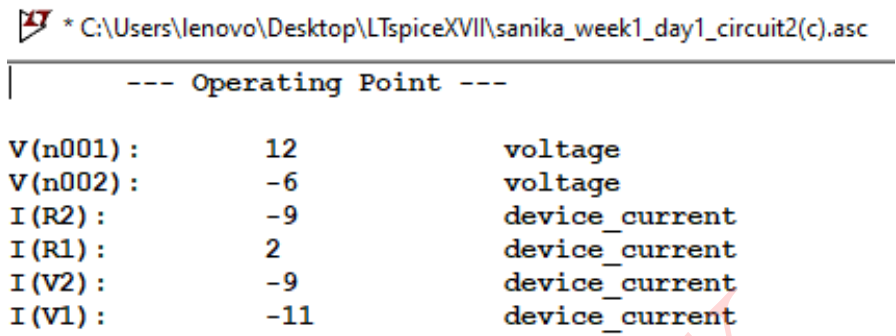 * C:\Users\lenovo\Desktop\LTspiceXVII\sanika_week1_day1_circuit2(c).asc
--- Operating Point ---
V(n001): 12 voltage
V(n002): -6 voltage
I(R2): -9 device_current
I(R1): 2 device_current
I(V2): -9 device_current
I(V1): -11 device_current